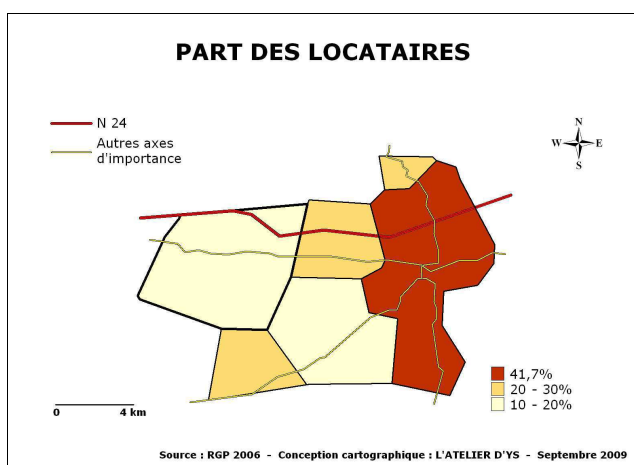 PART DES LOCATAIRES
N 24
Autres axes
d'importance
N
W E
S
41,7%
20 - 30%
10 - 20%
0 4 km
Source : RGP 2006 - Conception cartographique : L'ATELIER D'YS - Septembre 2009